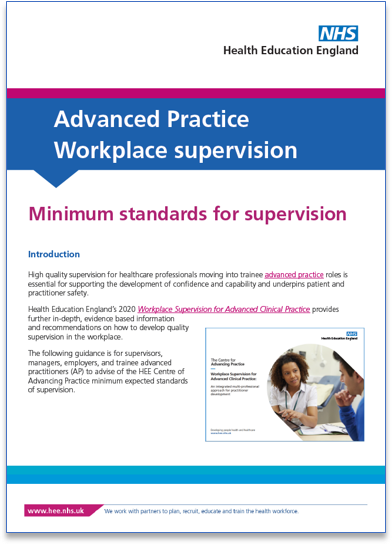 NHS
Health Education England
Advanced Practice
Workplace supervision
Minimum standards for supervision
Introduction
High quality supervision for healthcare professionals moving into trainee advanced practice roles is
essential for supporting the development of confidence and capability and underpins patient and
practitioner safety.
Health Education England's 2020 Workplace Supervision for Advanced Clinical Practice provides
further in-depth, evidence based information
and recommendations on how to develop quality
supervision in the workplace.
The following guidance is for supervisors,
managers, employers, and trainee advanced
practitioners (AP) to advise of the HEE Centre of
Advancing Practice minimum expected standards
of supervision.
NHS
Health Education England
The Centre for
Advancing Practice
Workplace Supervision for
Advanced Clinical Practice:
An integrated multi-professional
approach for practitioner
development
www.hee.nhs.uk
We work with partners to plan, recruit, educate and train the health workforce.